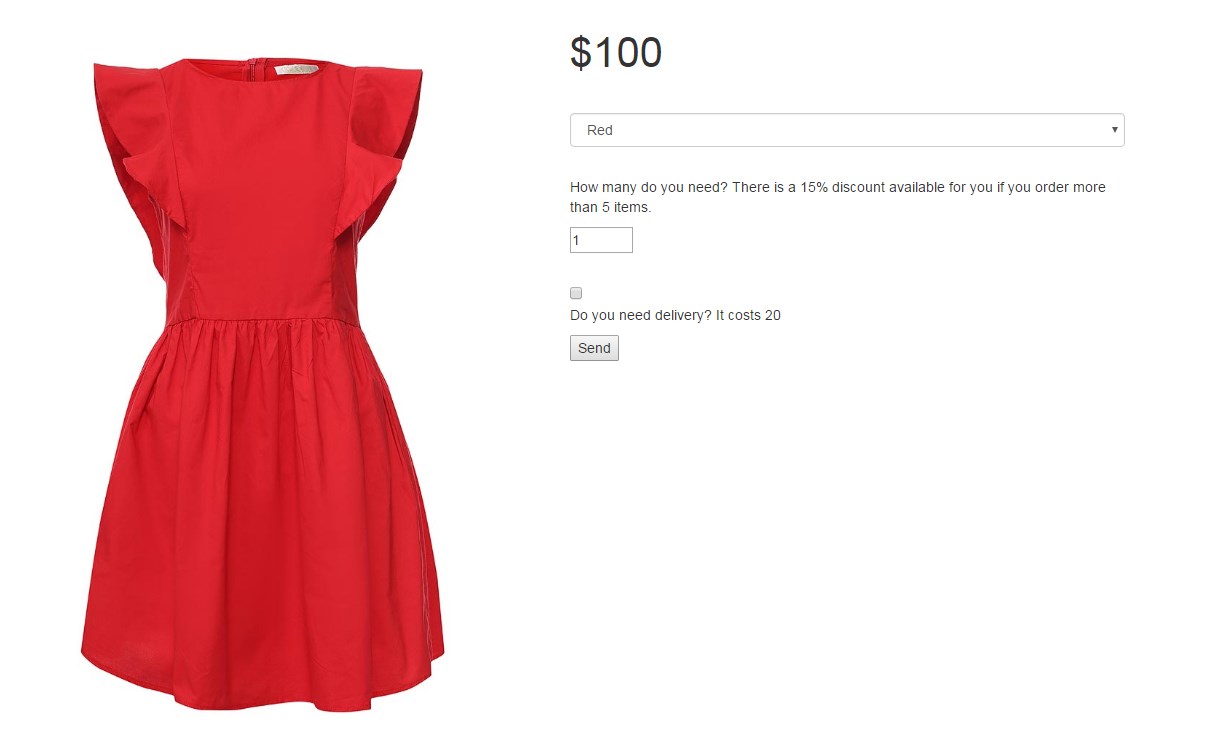 $100
Red
How many do you need? There is a 15% discount available for you if you order more
than 5 items.
1
Do you need delivery? It costs 20
Send